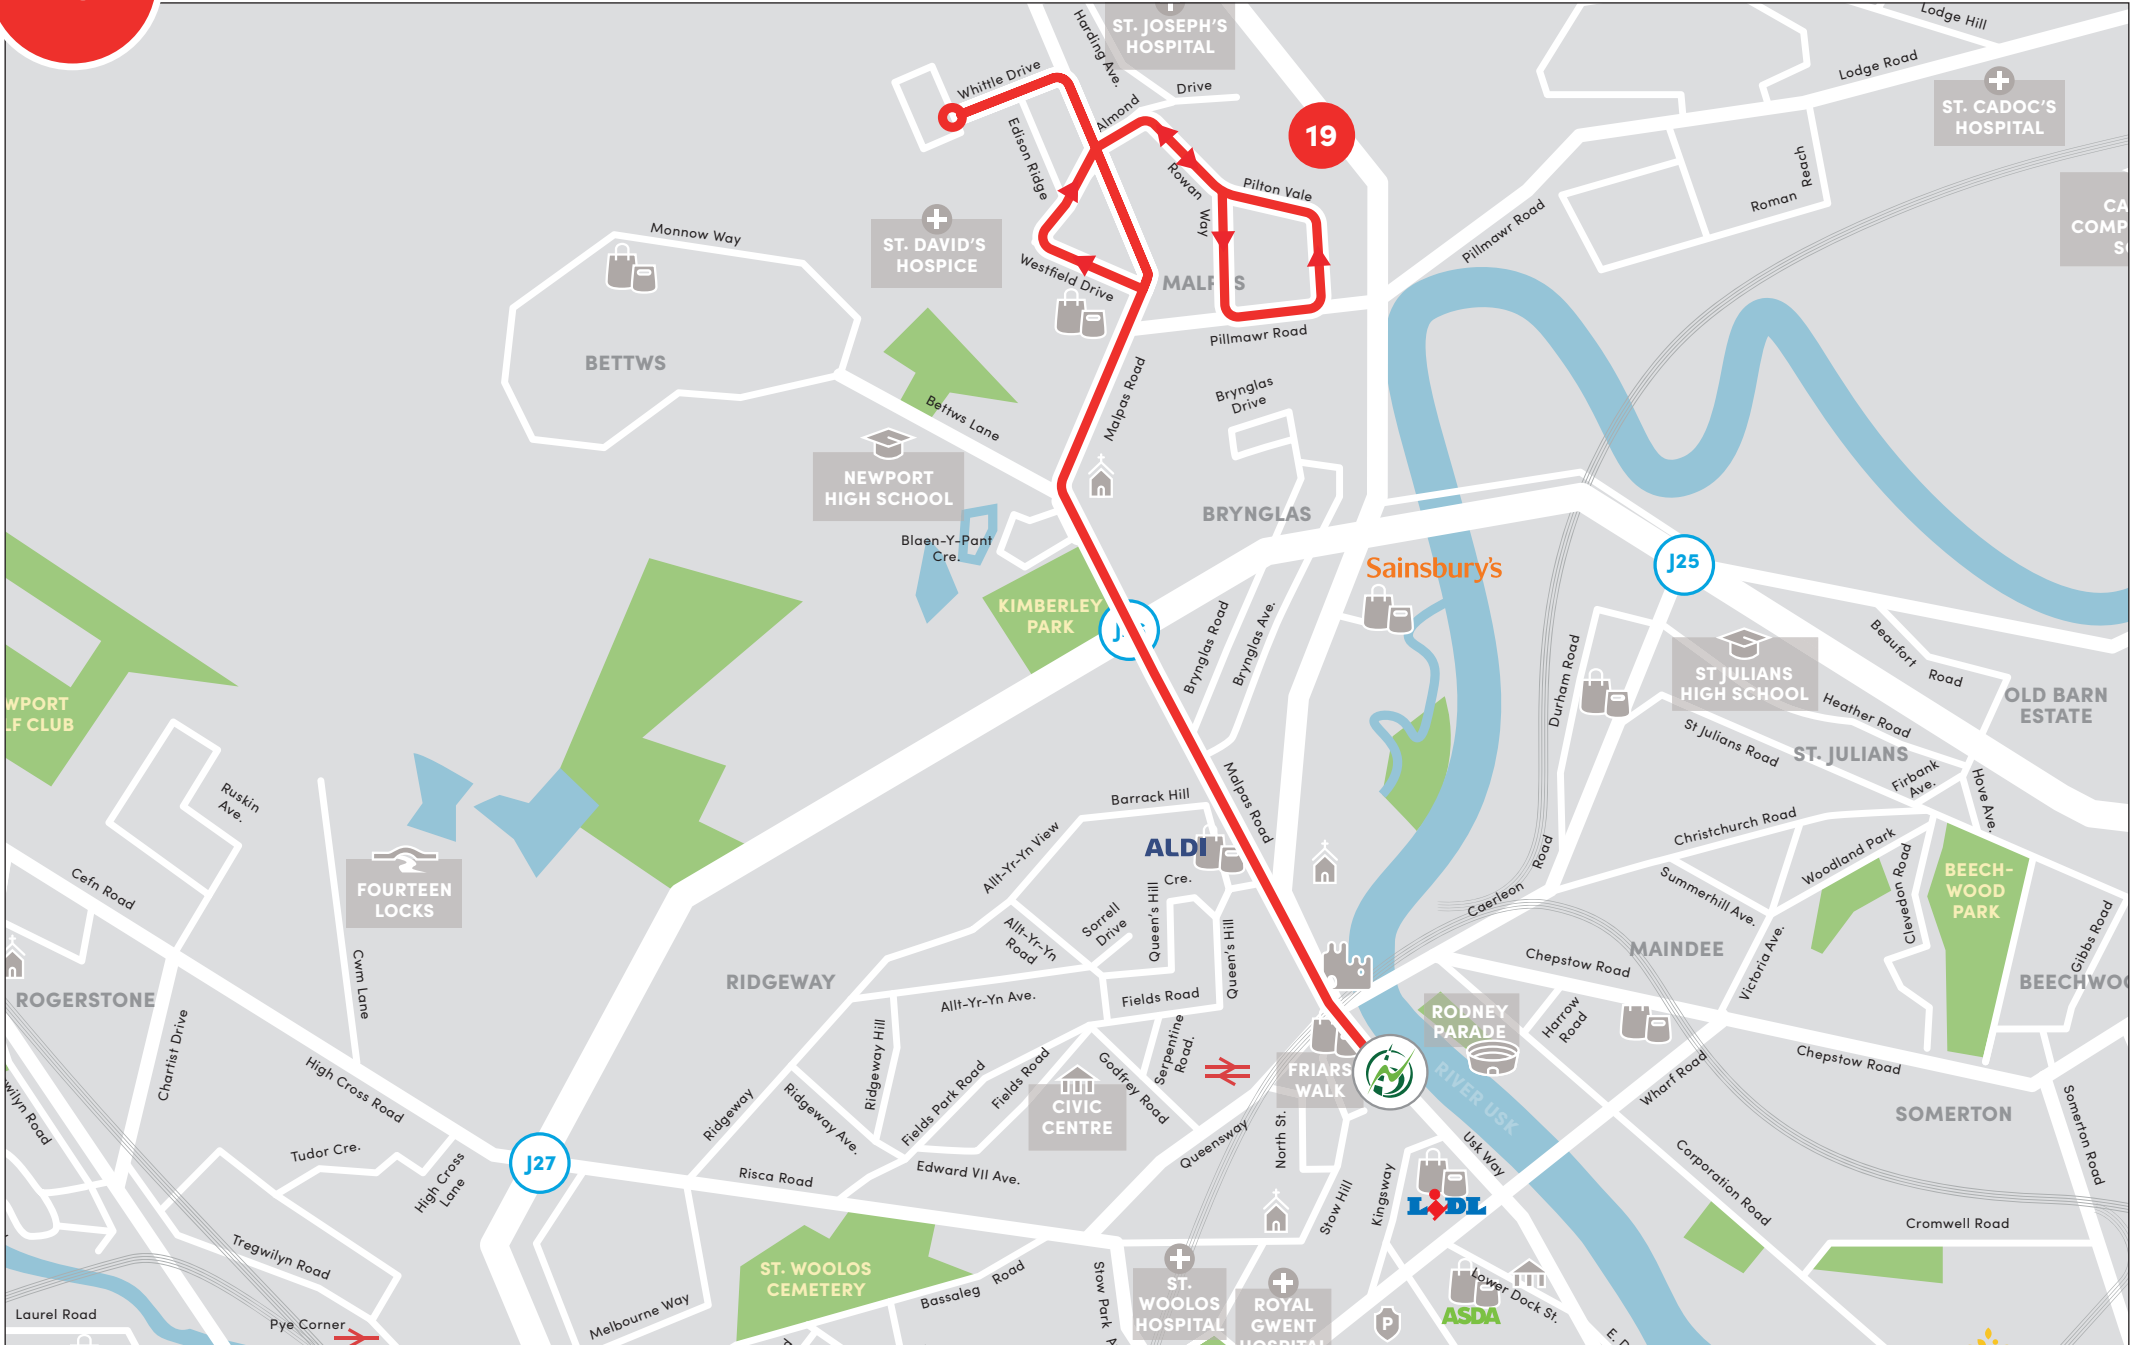 ST. JOSEPH'S
HOSPITAL
Harding Ave.
Lodge Hill
Lodge Road
Whittle Drive
Almond
Drive
19
ST. CADOC'S
HOSPITAL
Edison Ridge
Rowan
Way
Pilton Vale
Roman
Reach
Pillmawr Road
Monnow Way
ST. DAVID'S
HOSPICE
Westfield Drive
MALP S
Pillmawr Road
CA
COMP
S
BETTWS
Malpas Road
Bettws Lane
Brynglas
Drive
NEWPORT
HIGH SCHOOL
BRYNGLAS
Blaen-Y-Pant
Cre.
Sainsbury's
J25
KIMBERLEY
PARK
Brynglas Road
Brynglas Ave.
Durham Road
Beaufort
Road
ST JULIANS
HIGH SCHOOL
OLD BARN
ESTATE
WPORT
LF CLUB
Heather Road
St Julians Road
ST. JULIANS
Firbank
Ave.
Hove Ave.
Ruskin
Ave.
Malpas Road
Barrack Hill
ALDI
Allt-Yr-Yn View
Christchurch Road
Woodland Park
Cefn Road
FOURTEEN
LOCKS
Queen's Hill
Cre.
Caerleon
Road
Summerhill Ave.
Clevedon Road
BEECH-
WOOD
PARK
Allt-Yr-Yn
Road
Sorrell
Drive
Queen's Hill
Cwm Lane
RIDGEWAY
MAINDEE
Chepstow Road
Victoria Ave.
Gibbs Road
BEECHWO
ROGERSTONE
Allt-Yr-Yn Ave.
Fields Road
RODNEY
PARADE
Harrow
Road
Chartist Drive
High Cross Road
Ridgeway Hill
Serpentine
Road.
Fields Park Road
Fields Road
Godfrey Road
FRIARS
WALK
RIVER USK
Chepstow Road
Wharf Road
wilyn Road
CIVIC
CENTRE
Ridgeway
Ridgeway Ave.
Queensway
North St.
Usk Way
SOMERTON
Somerton Road
J27
Tudor Cre.
High Cross
Lane
Risca Road
Edward VII Ave.
Stow Hill
Kingsway
LIDL
Corporation Road
Cromwell Road
Tregwilyn Road
ST. WOOLOS
CEMETERY
Bassaleg
Road
Stow Park A
ST.
WOOLOS
HOSPITAL
ROYAL
GWENT
HOSPITAL
Lower Dock St.
ASDA
P
Laurel Road
Pye Corner
Melbourne Way
E. D